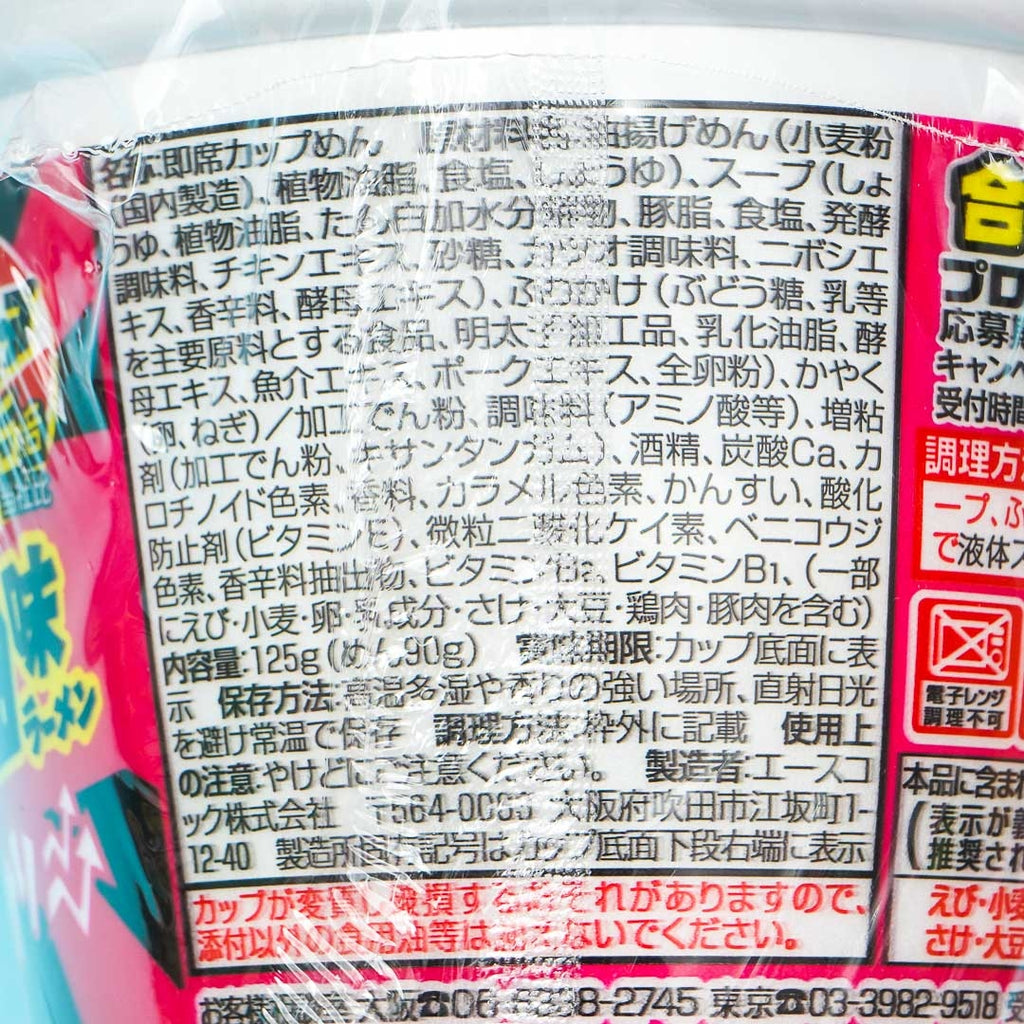 名称:即席カップめん 原材料名:油揚げめん(小麦粉
(国内製造)、植物油脂、食塩、しょうゆ)、スープ(しょ
うゆ、植物油脂、たん白加水分解物、豚脂、食塩、発酵
調味料、チキンエキス、砂糖、カツオ調味料、ニボシエ
キス、香辛料、酵母エキス)、ふりかけ(ぶどう糖、乳等
を主要原料とする食品、明太子加工品、乳化油脂、酵
母エキス、魚介エキス、ポークエキス、全卵粉)、かやく
(卵、ねぎ)/加工でん粉、調味料(アミノ酸等)、増粘
剤(加工でん粉、キサンタンガム)、酒精、炭酸Ca、カ
ロチノイド色素、香料、カラメル色素、かんすい、酸化
防止剤(ビタミンE)、微粒二酸化ケイ素、ベニコウジ
色素、香辛料抽出物、ビタミンB2、ビタミンB1、(一部
にえび・小麦・卵・乳成分・さけ・大豆・鶏肉・豚肉を含む)
内容量:125g(めん90g) 賞味期限:カップ底面に表
示 保存方法:高温多湿や香りの強い場所、直射日光
を避け常温で保存 調理方法:枠外に記載 使用上
の注意:やけどにご注意ください。 製造者:エースコ
ック株式会社 〒564-0063 大阪府吹田市江坂町1-
12-40 製造所固有記号はカップ底面下段右端に表示
カップが変質し破損するおそれがありますので、
添付以外の食用油等は加えないでください。
お客様 大阪☎06 2745 東京☎03-3982-9518 受
台
プロ
応募
キャンペ
受付時間
調理方
ープ、ふ
で液体ス
電子レンジ
調理不可
本品に含まれ
(表示が義
推奨され
えび・小麦
さけ・大豆
味
ラーメン